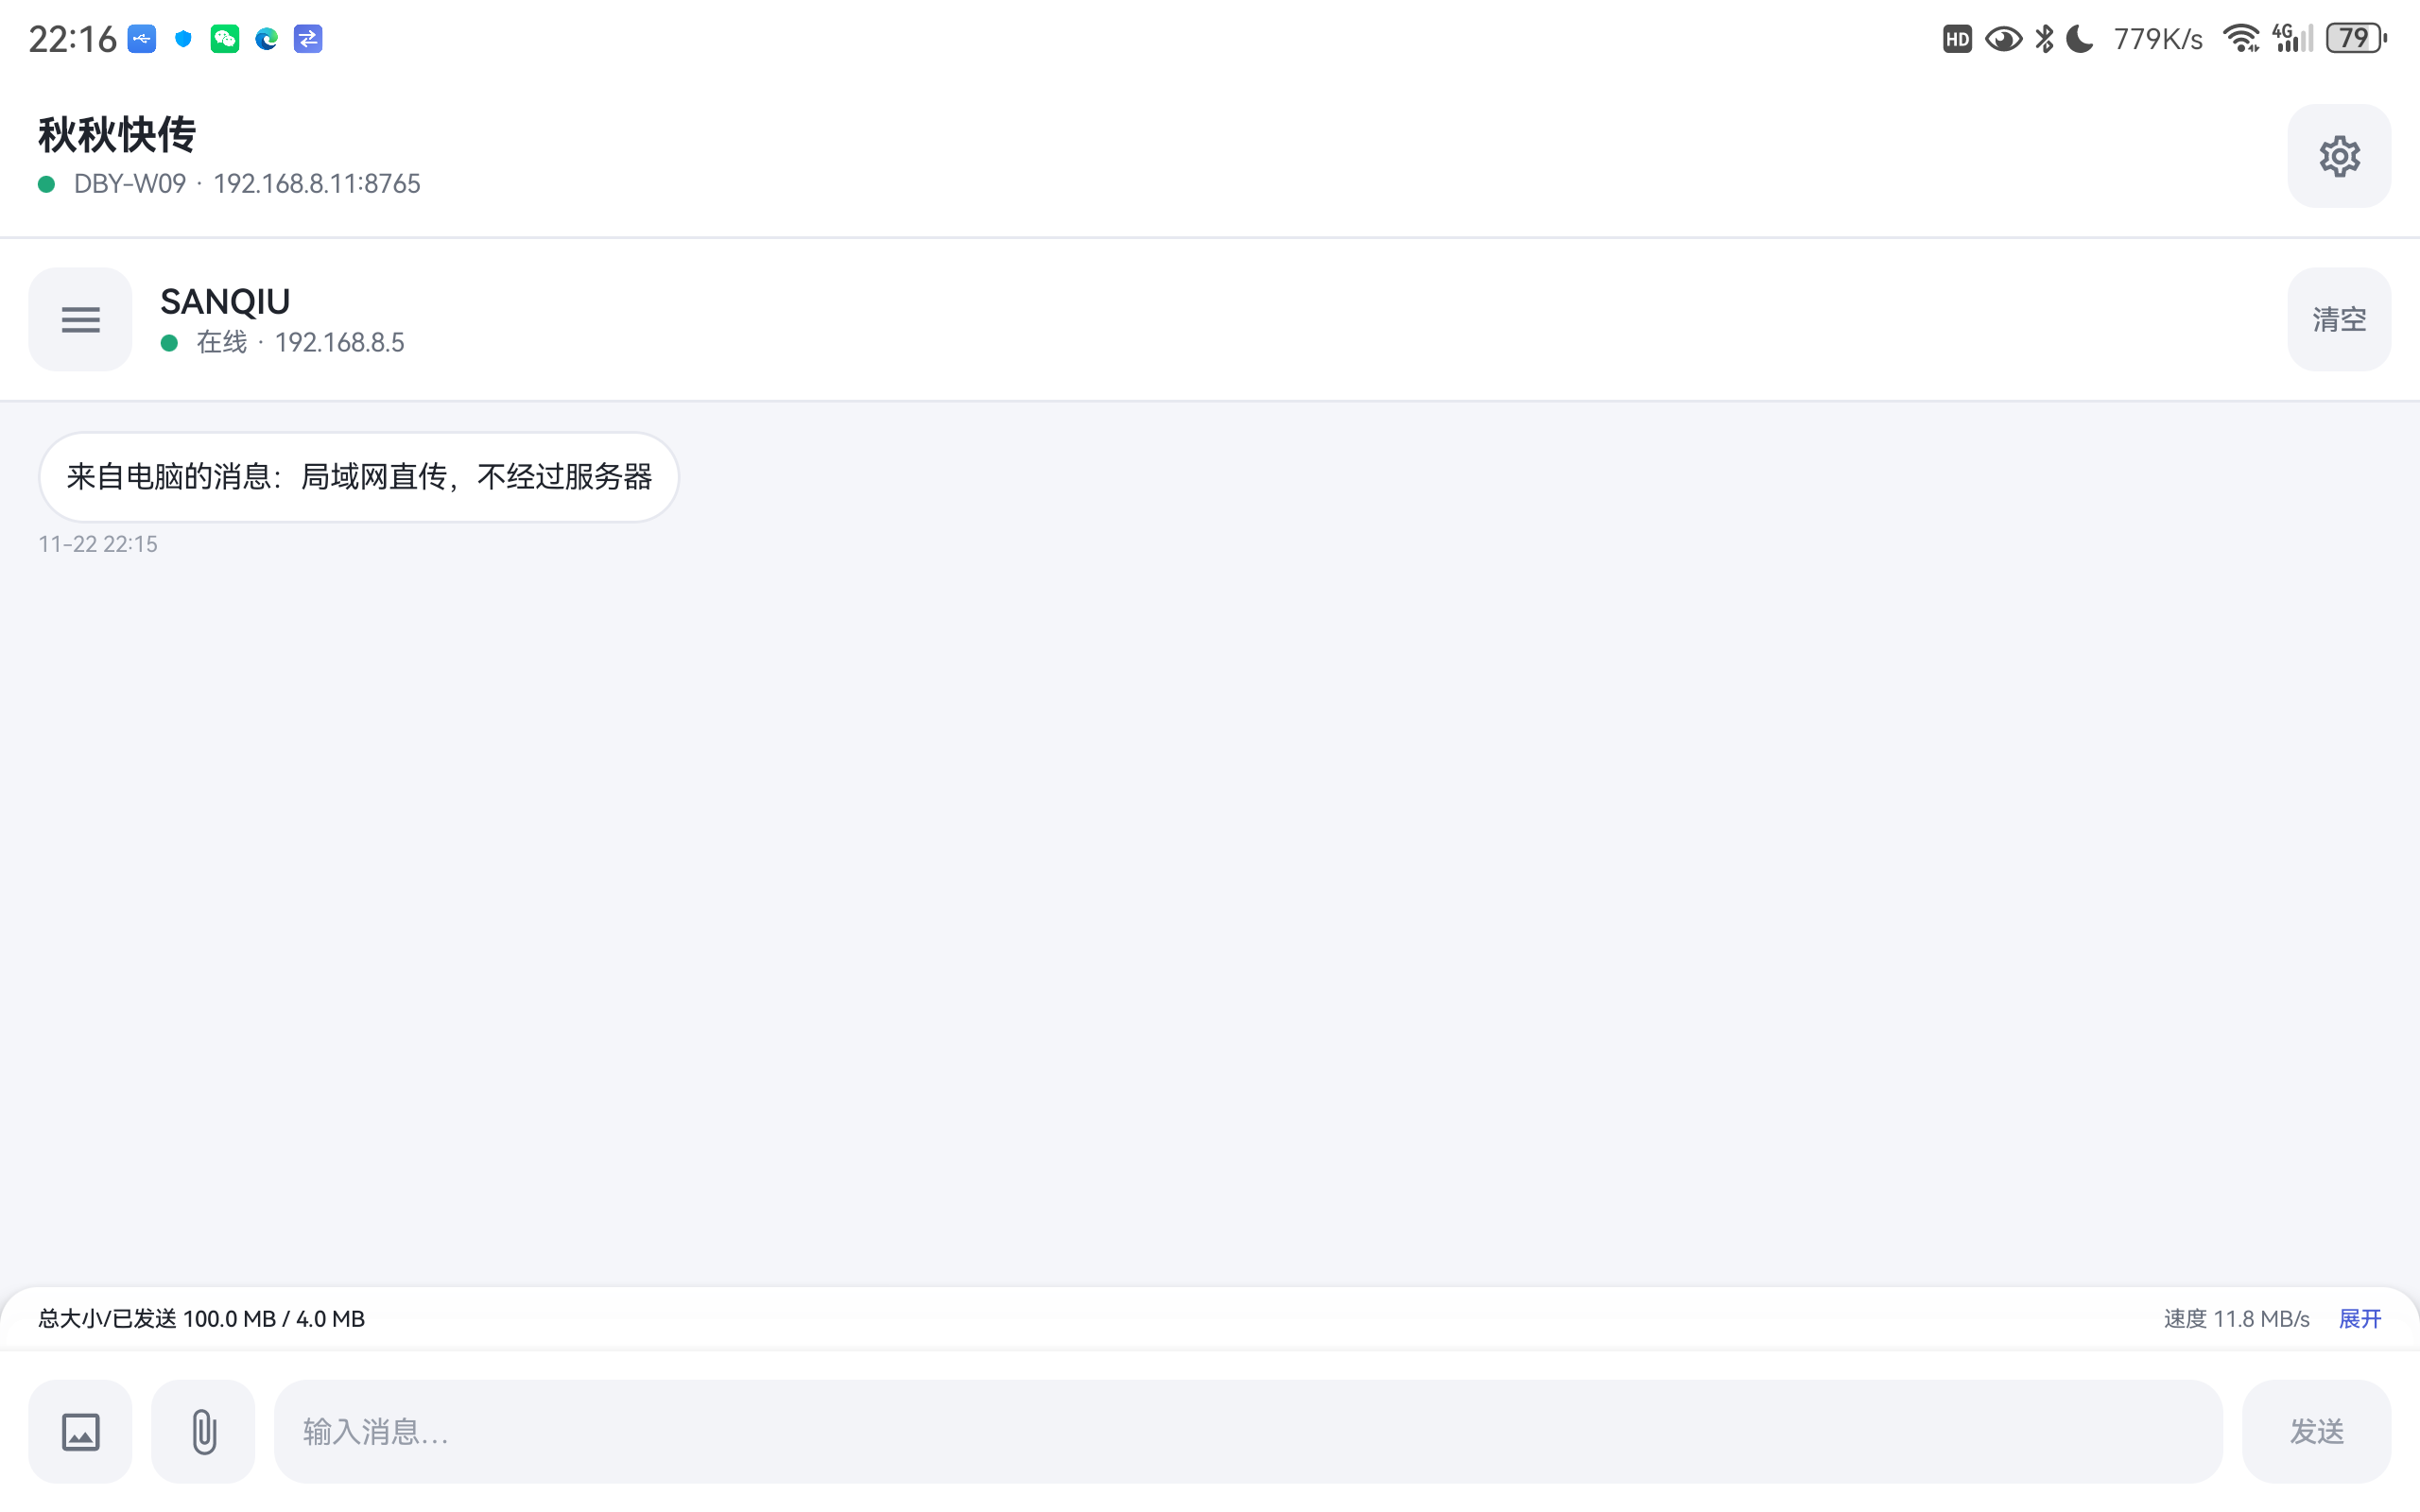 22:16 HD 779K/s 4G 79
秋秋快传
DBY-W09 · 192.168.8.11:8765
SANQIU
在线 · 192.168.8.5
清空
来自电脑的消息：局域网直传，不经过服务器
11-22 22:15
总大小/已发送 100.0 MB / 4.0 MB 速度 11.8 MB/s 展开
输入消息... 发送